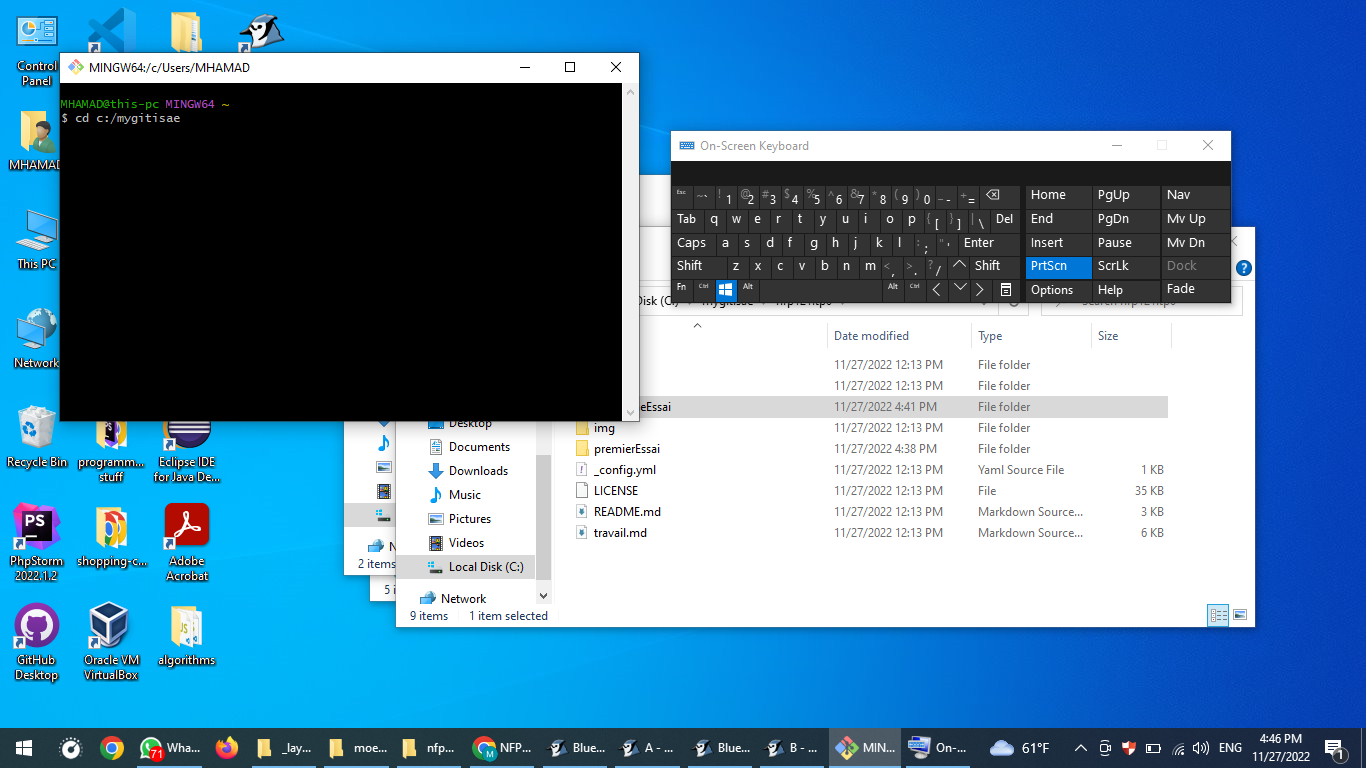 Control
Panel
MHAMAD
This PC
Network
Recycle Bin
programm...
stuff
Eclipse IDE
for Java De...
PhpStorm
2022.1.2
shopping-c...
Adobe
Acrobat
GitHub
Desktop
Oracle VM
VirtualBox
algorithms
MINGW64:/c/Users/MHAMAD
MHAMAD@this-pc MINGW64 ~
$ cd c:/mygitisae
On-Screen Keyboard
Esc ~` !1 @2 #3 $4 %5 ^6 &7 *8 (9 )0 _- += Home PgUp Nav
Tab q w e r t y u i o p {[ }] |\ Del End PgDn Mv Up
Caps a s d f g h j k l :; "' Enter Insert Pause Mv Dn
Shift z x c v b n m <, >. ?/ Shift PrtScn ScrLk Dock
Fn Ctrl Alt Alt Ctrl Options Help Fade
Date modified Type Size
11/27/2022 12:13 PM File folder
11/27/2022 12:13 PM File folder
eEssai 11/27/2022 4:41 PM File folder
img 11/27/2022 12:13 PM File folder
premierEssai 11/27/2022 4:38 PM File folder
_config.yml 11/27/2022 12:13 PM Yaml Source File 1 KB
LICENSE 11/27/2022 12:13 PM File 35 KB
README.md 11/27/2022 12:13 PM Markdown Source... 3 KB
travail.md 11/27/2022 12:13 PM Markdown Source... 6 KB
Desktop
Documents
Downloads
Music
Pictures
Videos
Local Disk (C:)
Network
9 items 1 item selected
2 items
5 i
71 Wha... _lay... moe... nfp... NFP... Blue... A - ... Blue... B - ... MIN... On-... 61°F ENG
4:46 PM
11/27/2022
1